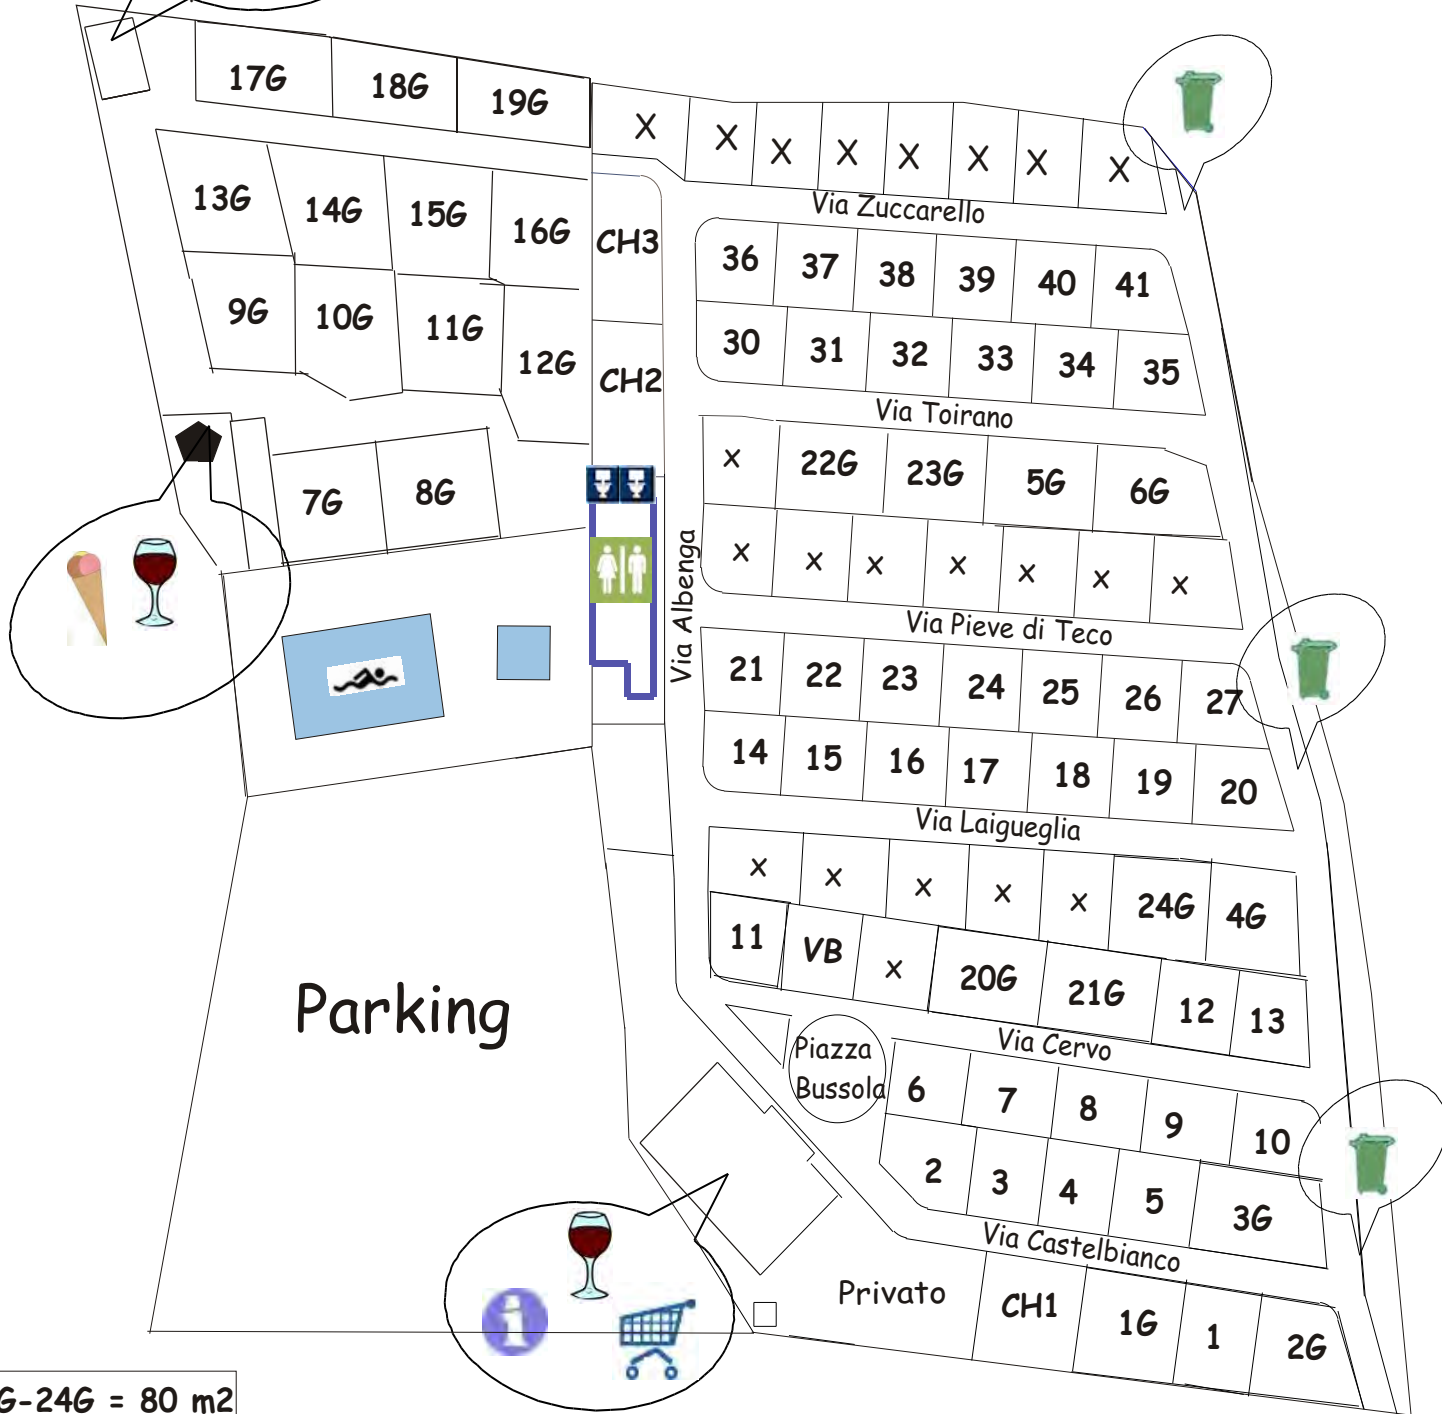 17G 18G 19G
X X X X X X X X
Via Zuccarello
13G 14G 15G 16G
CH3
36 37 38 39 40 41
9G 10G 11G 12G
30 31 32 33 34 35
CH2
Via Toirano
x 22G 23G 5G 6G
7G 8G
x x x x x x x
Via Albenga
Via Pieve di Teco
21 22 23 24 25 26 27
14 15 16 17 18 19 20
Via Laigueglia
x x x x x 24G 4G
11 VB x 20G 21G 12 13
Parking
Via Cervo
Piazza
Bussola
6 7 8 9 10
2 3 4 5 3G
Via Castelbianco
Privato CH1 1G 1 2G
G-24G = 80 m2